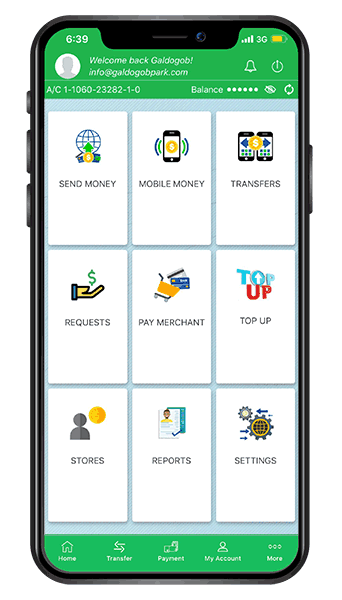 6:39 3G
Welcome back Galdogob!
info@galdogobpark.com
A/C 1-1060-23282-1-0 Balance ••••••
SEND MONEY MOBILE MONEY TRANSFERS
TOP
UP
REQUESTS PAY MERCHANT TOP UP
STORES REPORTS SETTINGS
Home Transfer Payment My Account More